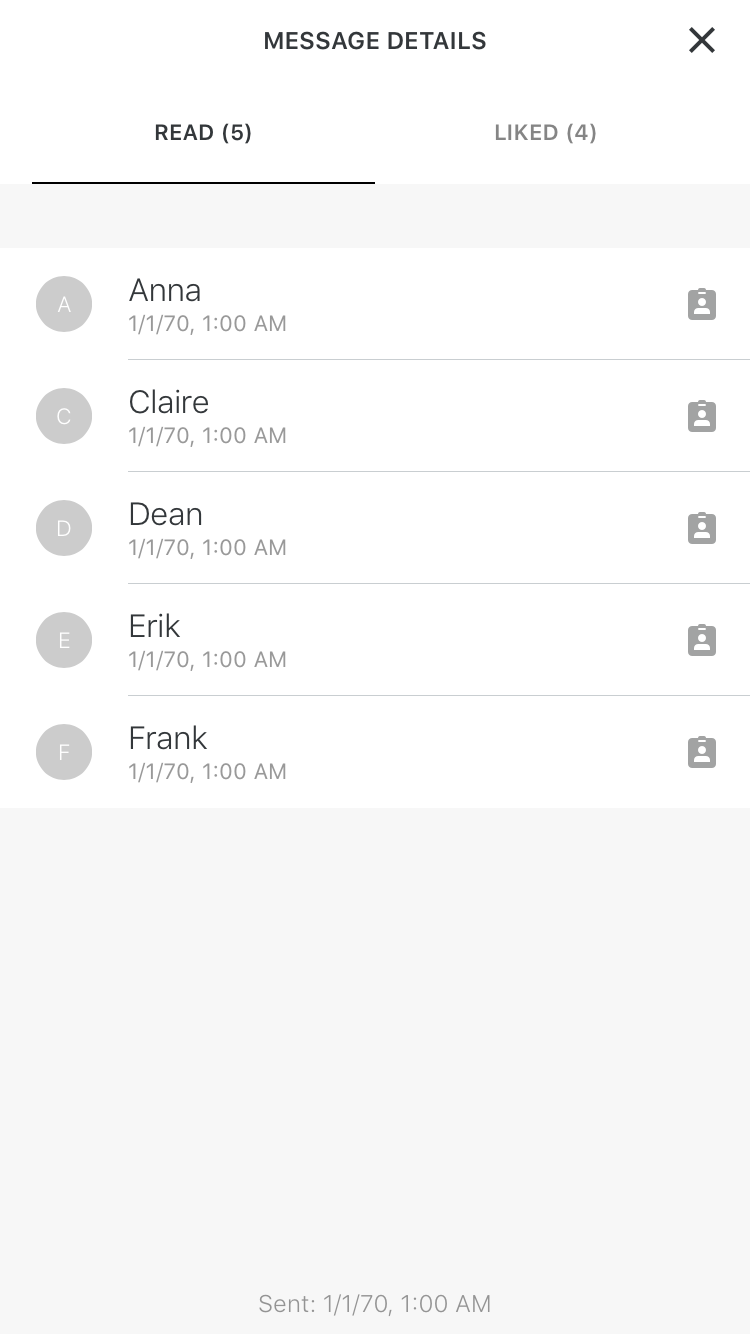 MESSAGE DETAILS
READ (5)
LIKED (4)
A
Anna
1/1/70, 1:00 AM
C
Claire
1/1/70, 1:00 AM
D
Dean
1/1/70, 1:00 AM
E
Erik
1/1/70, 1:00 AM
F
Frank
1/1/70, 1:00 AM
Sent: 1/1/70, 1:00 AM